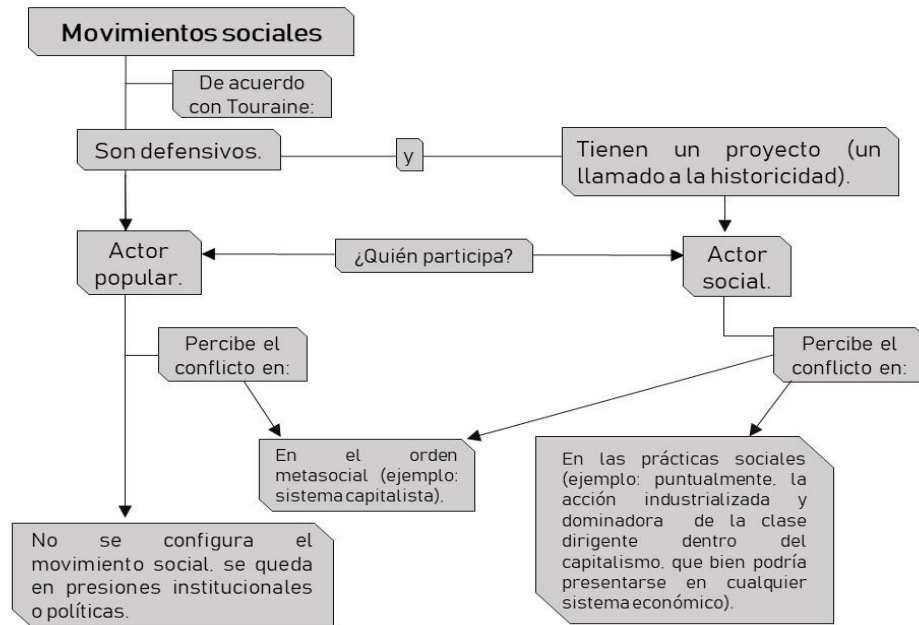 Movimientos sociales
De acuerdo
con Touraine:
Son defensivos.
y
Tienen un proyecto (un
llamado a la historicidad).
Actor
popular.
¿Quién participa?
Actor
social.
Percibe el
conflicto en:
Percibe el
conflicto en:
En el orden
metasocial (ejemplo:
sistema capitalista).
En las prácticas sociales
(ejemplo: puntualmente, la
acción industrializada y
dominadora de la clase
dirigente dentro del
capitalismo, que bien podría
presentarse en cualquier
sistema económico).
No se configura el
movimiento social, se queda
en presiones institucionales
o políticas.